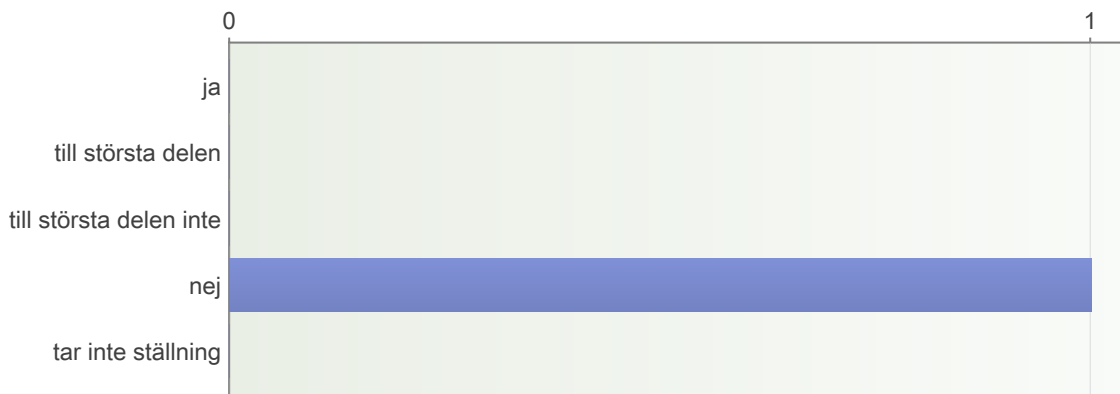 0 1
ja
till största delen
till största delen inte
nej
tar inte ställning